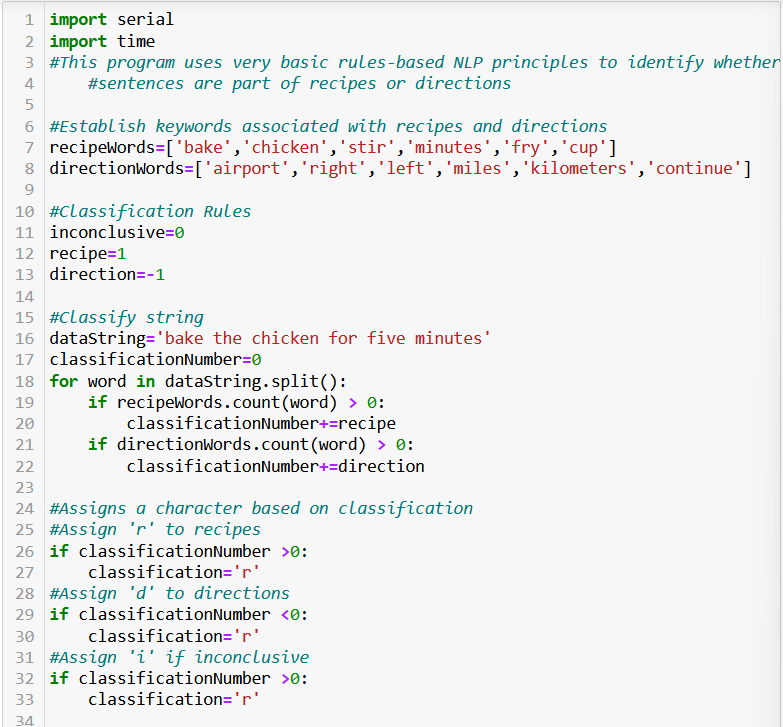 1 import serial
2 import time
3 #This program uses very basic rules-based NLP principles to identify whether
4     #sentences are part of recipes or directions
5
6 #Establish keywords associated with recipes and directions
7 recipeWords=['bake','chicken','stir','minutes','fry','cup']
8 directionWords=['airport','right','left','miles','kilometers','continue']
9
10 #Classification Rules
11 inconclusive=0
12 recipe=1
13 direction=-1
14
15 #Classify string
16 dataString='bake the chicken for five minutes'
17 classificationNumber=0
18 for word in dataString.split():
19     if recipeWords.count(word) > 0:
20         classificationNumber+=recipe
21     if directionWords.count(word) > 0:
22         classificationNumber+=direction
23
24 #Assigns a character based on classification
25 #Assign 'r' to recipes
26 if classificationNumber >0:
27     classification='r'
28 #Assign 'd' to directions
29 if classificationNumber <0:
30     classification='r'
31 #Assign 'i' if inconclusive
32 if classificationNumber >0:
33     classification='r'
34